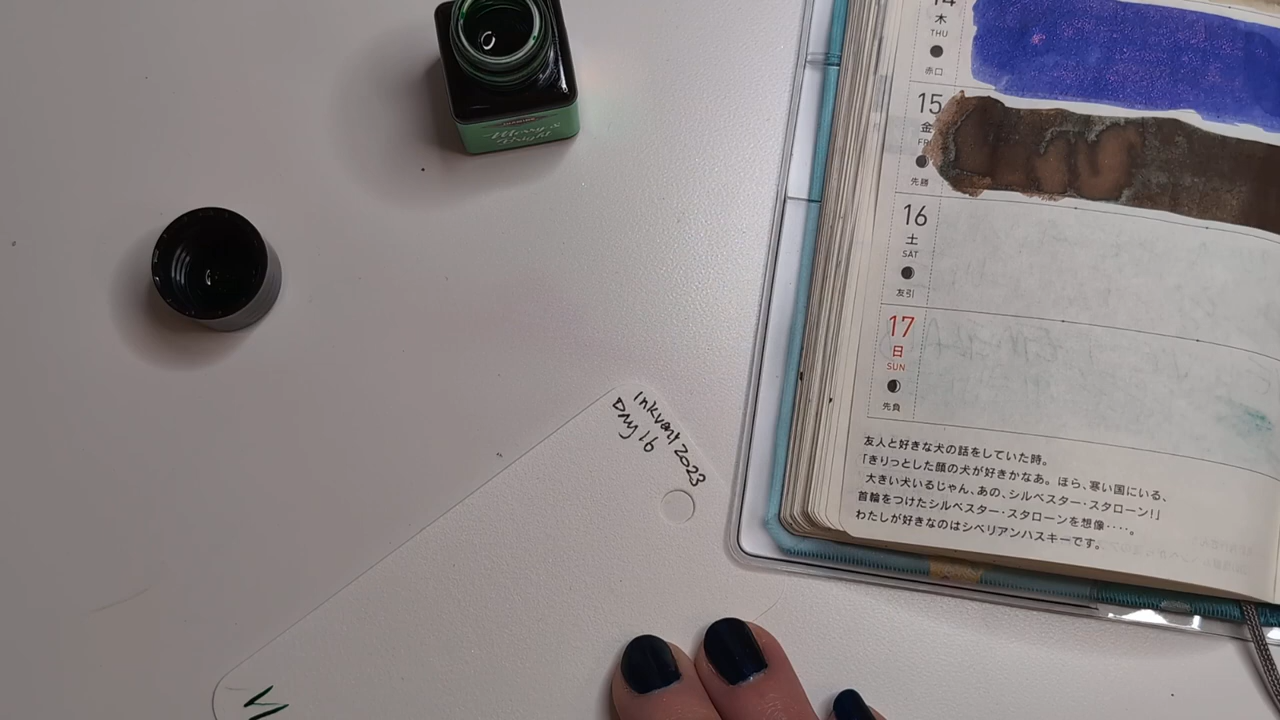 Merry &
Bright
14
木
THU
赤口
15
金
FRI
先勝
16
土
SAT
友引
17
日
SUN
先負
友人と好きな犬の話をしていた時。
「きりっとした顔の犬が好きかなあ。ほら、寒い国にいる、
大きい犬いるじゃん、あの、シルベスター・スタローン!」
首輪をつけたシルベスター・スタローンを想像‥‥。
わたしが好きなのはシベリアンハスキーです。
Inkvent 2023
Day 16